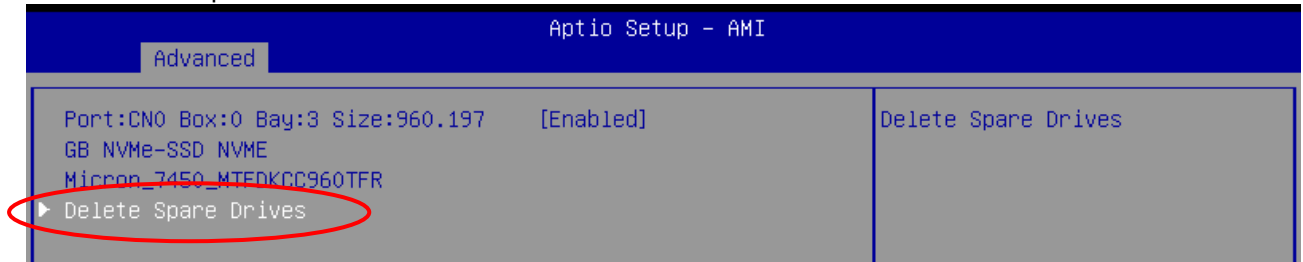 Aptio Setup - AMI
Advanced
Port:CN0 Box:0 Bay:3 Size:960.197 [Enabled]
GB NVMe-SSD NVME
Micron_7450_MTFDKCC960TFR
Delete Spare Drives
Delete Spare Drives